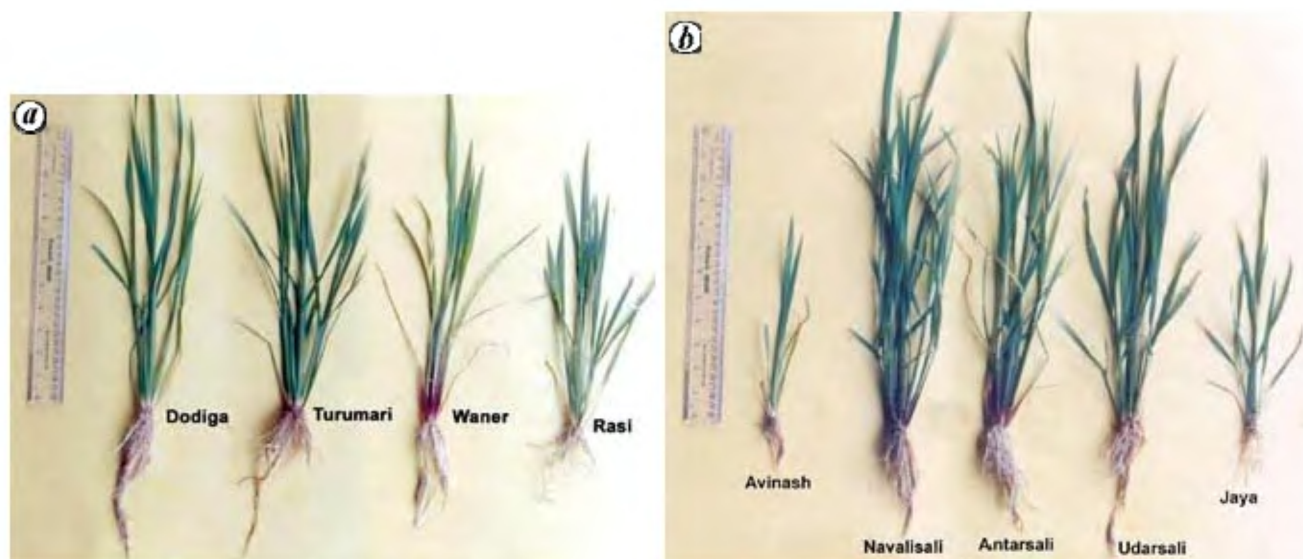 a
Dodiga
Turumari
Waner
Rasi
b
Avinash
Navalisali
Antarsali
Udarsali
Jaya